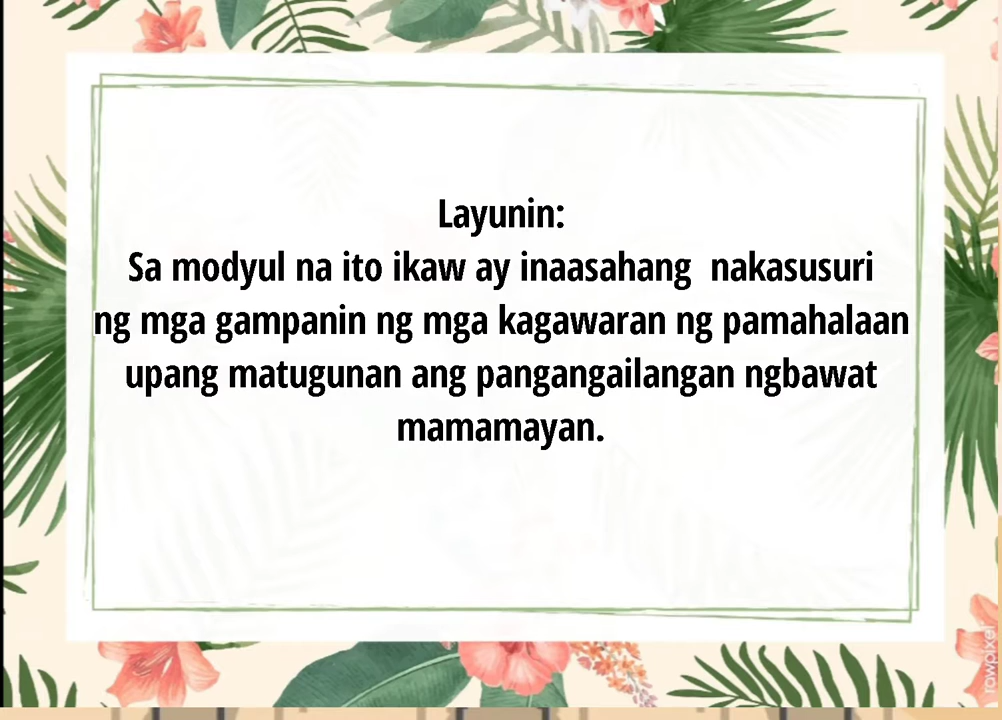 Layunin:
Sa modyul na ito ikaw ay inaasahang  nakasusuri
ng mga gampanin ng mga kagawaran ng pamahalaan
upang matugunan ang pangangailangan ngbawat
mamamayan.
rawpixel